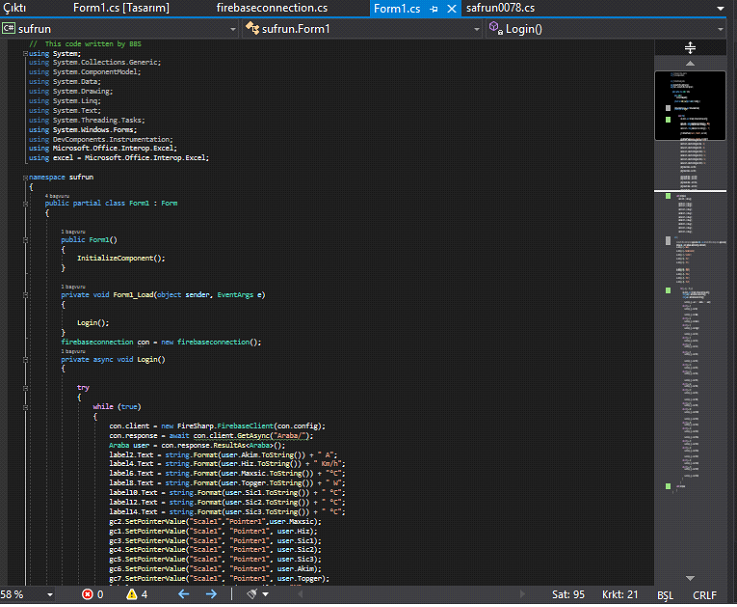 Çıktı Form1.cs [Tasarım] firebaseconnection.cs Form1.cs safrun0078.cs
sufrun sufrun.Form1 Login()
// This code written by BBS
using System;
using System.Collections.Generic;
using System.ComponentModel;
using System.Data;
using System.Drawing;
using System.Linq;
using System.Text;
using System.Threading.Tasks;
using System.Windows.Forms;
using DevComponents.Instrumentation;
using Microsoft.Office.Interop.Excel;
using excel = Microsoft.Office.Interop.Excel;
namespace sufrun
{
4 başvuru
public partial class Form1 : Form
{
1 başvuru
public Form1()
{
InitializeComponent();
}
1 başvuru
private void Form1_Load(object sender, EventArgs e)
{
Login();
}
firebaseconnection con = new firebaseconnection();
1 başvuru
private async void Login()
{
try
{
while (true)
{
con.client = new FireSharp.FirebaseClient(con.config);
con.response = await con.client.GetAsync("Araba/");
Araba user = con.response.ResultAs<Araba>();
label2.Text = string.Format(user.Akim.ToString()) + " A";
label4.Text = string.Format(user.Hiz.ToString()) + " Km/h";
label6.Text = string.Format(user.Maxsic.ToString()) + " °C";
label8.Text = string.Format(user.Topger.ToString()) + " W";
label10.Text = string.Format(user.Sic1.ToString()) + " °C";
label12.Text = string.Format(user.Sic2.ToString()) + " °C";
label14.Text = string.Format(user.Sic3.ToString()) + " °C";
gc2.SetPointerValue("Scale1","Pointer1",user.Maxsic);
gc1.SetPointerValue("Scale1", "Pointer1", user.Hiz);
gc3.SetPointerValue("Scale1", "Pointer1", user.Sic1);
gc4.SetPointerValue("Scale1", "Pointer1", user.Sic2);
gc5.SetPointerValue("Scale1", "Pointer1", user.Sic3);
gc6.SetPointerValue("Scale1", "Pointer1", user.Akim);
gc7.SetPointerValue("Scale1", "Pointer1", user.Topger);
58 % 0 4 Sat: 95 Krkt: 21 BŞL CRLF